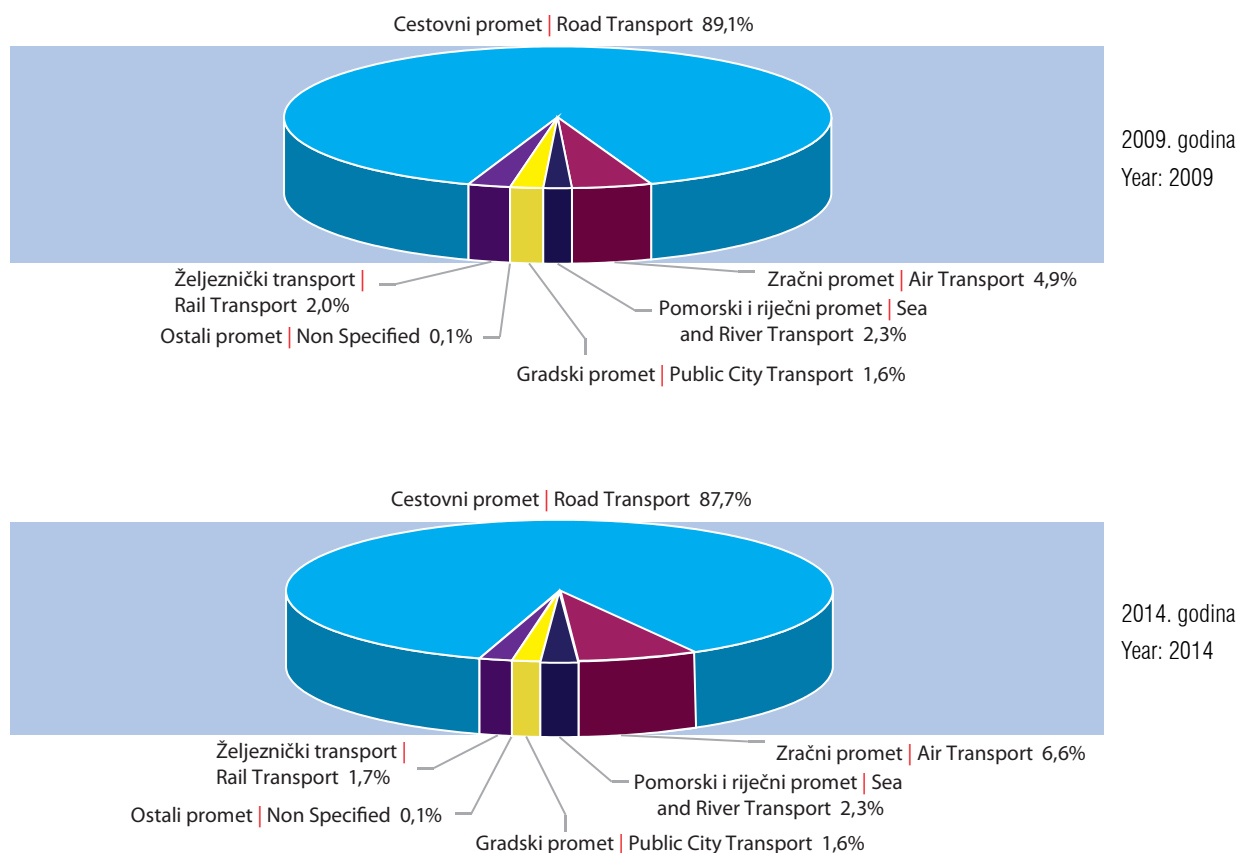 Cestovni promet | Road Transport 89,1%
2009. godina
Year: 2009
Željeznički transport |
Rail Transport 2,0%
Zračni promet | Air Transport 4,9%
Pomorski i riječni promet | Sea
and River Transport 2,3%
Ostali promet | Non Specified 0,1%
Gradski promet | Public City Transport 1,6%
Cestovni promet | Road Transport 87,7%
2014. godina
Year: 2014
Željeznički transport |
Rail Transport 1,7%
Zračni promet | Air Transport 6,6%
Pomorski i riječni promet | Sea
and River Transport 2,3%
Ostali promet | Non Specified 0,1%
Gradski promet | Public City Transport 1,6%